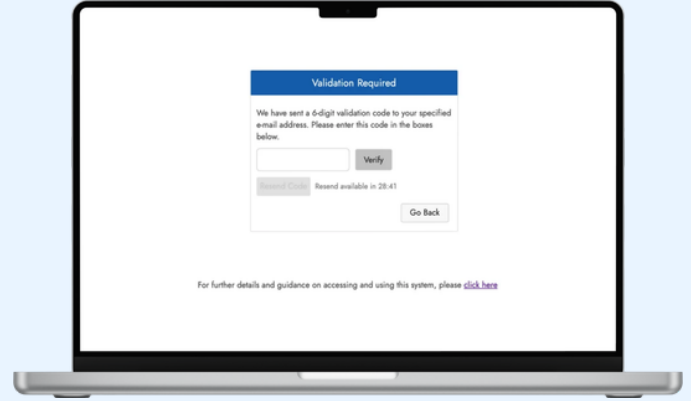 Validation Required
We have sent a 6-digit validation code to your specified
e-mail address. Please enter this code in the boxes
below.
Verify
Resend Code Resend available in 28:41
Go Back
For further details and guidance on accessing and using this system, please click here